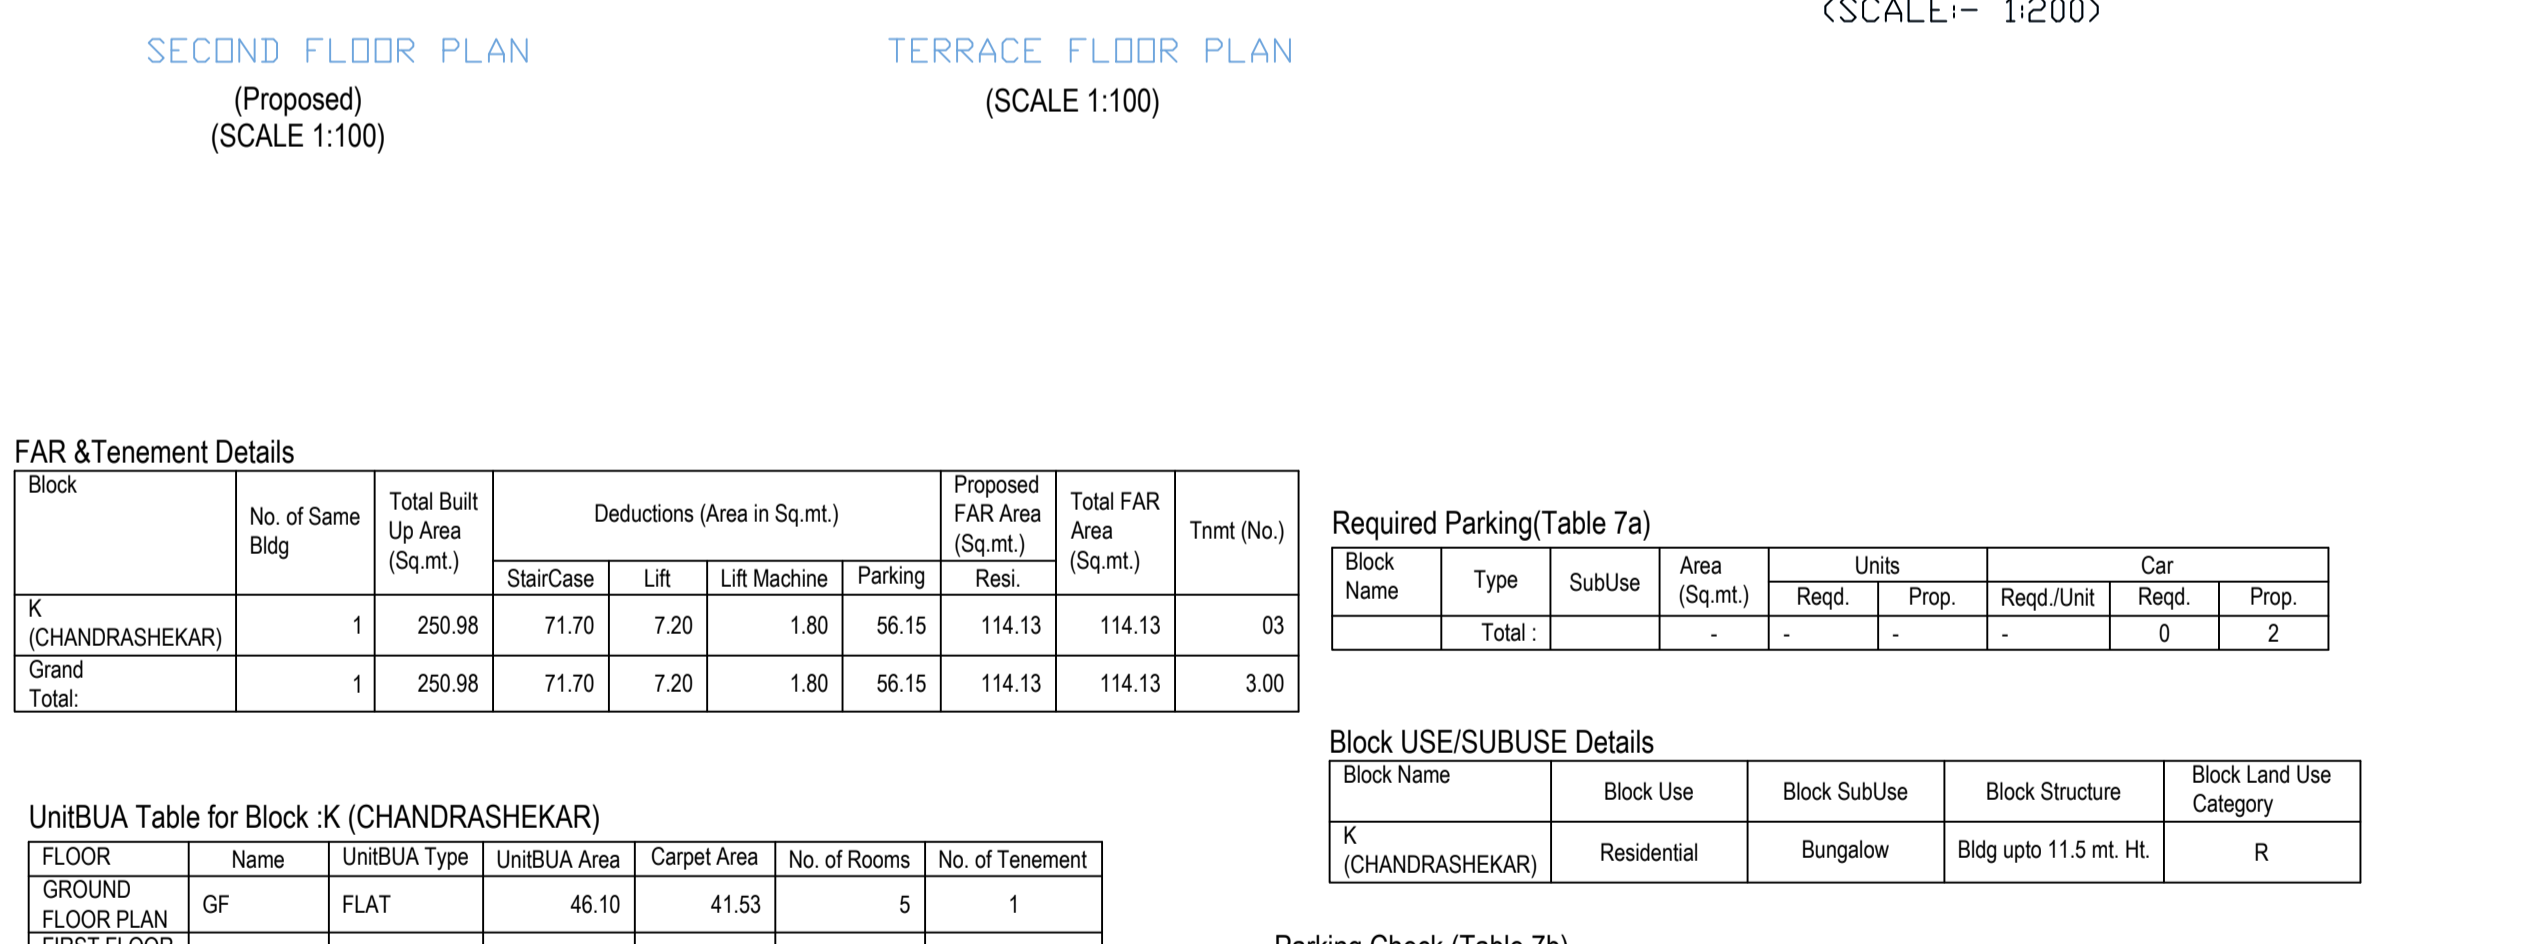 (SCALE:- 1:200)
SECOND FLOOR PLAN
(Proposed)
(SCALE 1:100)
TERRACE FLOOR PLAN
(SCALE 1:100)
FAR &Tenement Details
Block
No. of Same
Bldg
Total Built
Up Area
(Sq.mt.)
Deductions (Area in Sq.mt.)
Proposed
FAR Area
(Sq.mt.)
Total FAR
Area
(Sq.mt.)
Tnmt (No.)
StairCase Lift Lift Machine Parking Resi.
K
(CHANDRASHEKAR) 1 250.98 71.70 7.20 1.80 56.15 114.13 114.13 03
Grand
Total: 1 250.98 71.70 7.20 1.80 56.15 114.13 114.13 3.00
Required Parking(Table 7a)
Block
Name
Type
SubUse
Area
(Sq.mt.)
Units
Car
Reqd. Prop. Reqd./Unit Reqd. Prop.
Total : - - - - 0 2
Block USE/SUBUSE Details
Block Name
Block Use
Block SubUse
Block Structure
Block Land Use
Category
K
(CHANDRASHEKAR) Residential Bungalow Bldg upto 11.5 mt. Ht. R
UnitBUA Table for Block :K (CHANDRASHEKAR)
FLOOR Name UnitBUA Type UnitBUA Area Carpet Area No. of Rooms No. of Tenement
GROUND
FLOOR PLAN GF FLAT 46.10 41.53 5 1
FIRST FLOOR
Parking Check (Table 7b)